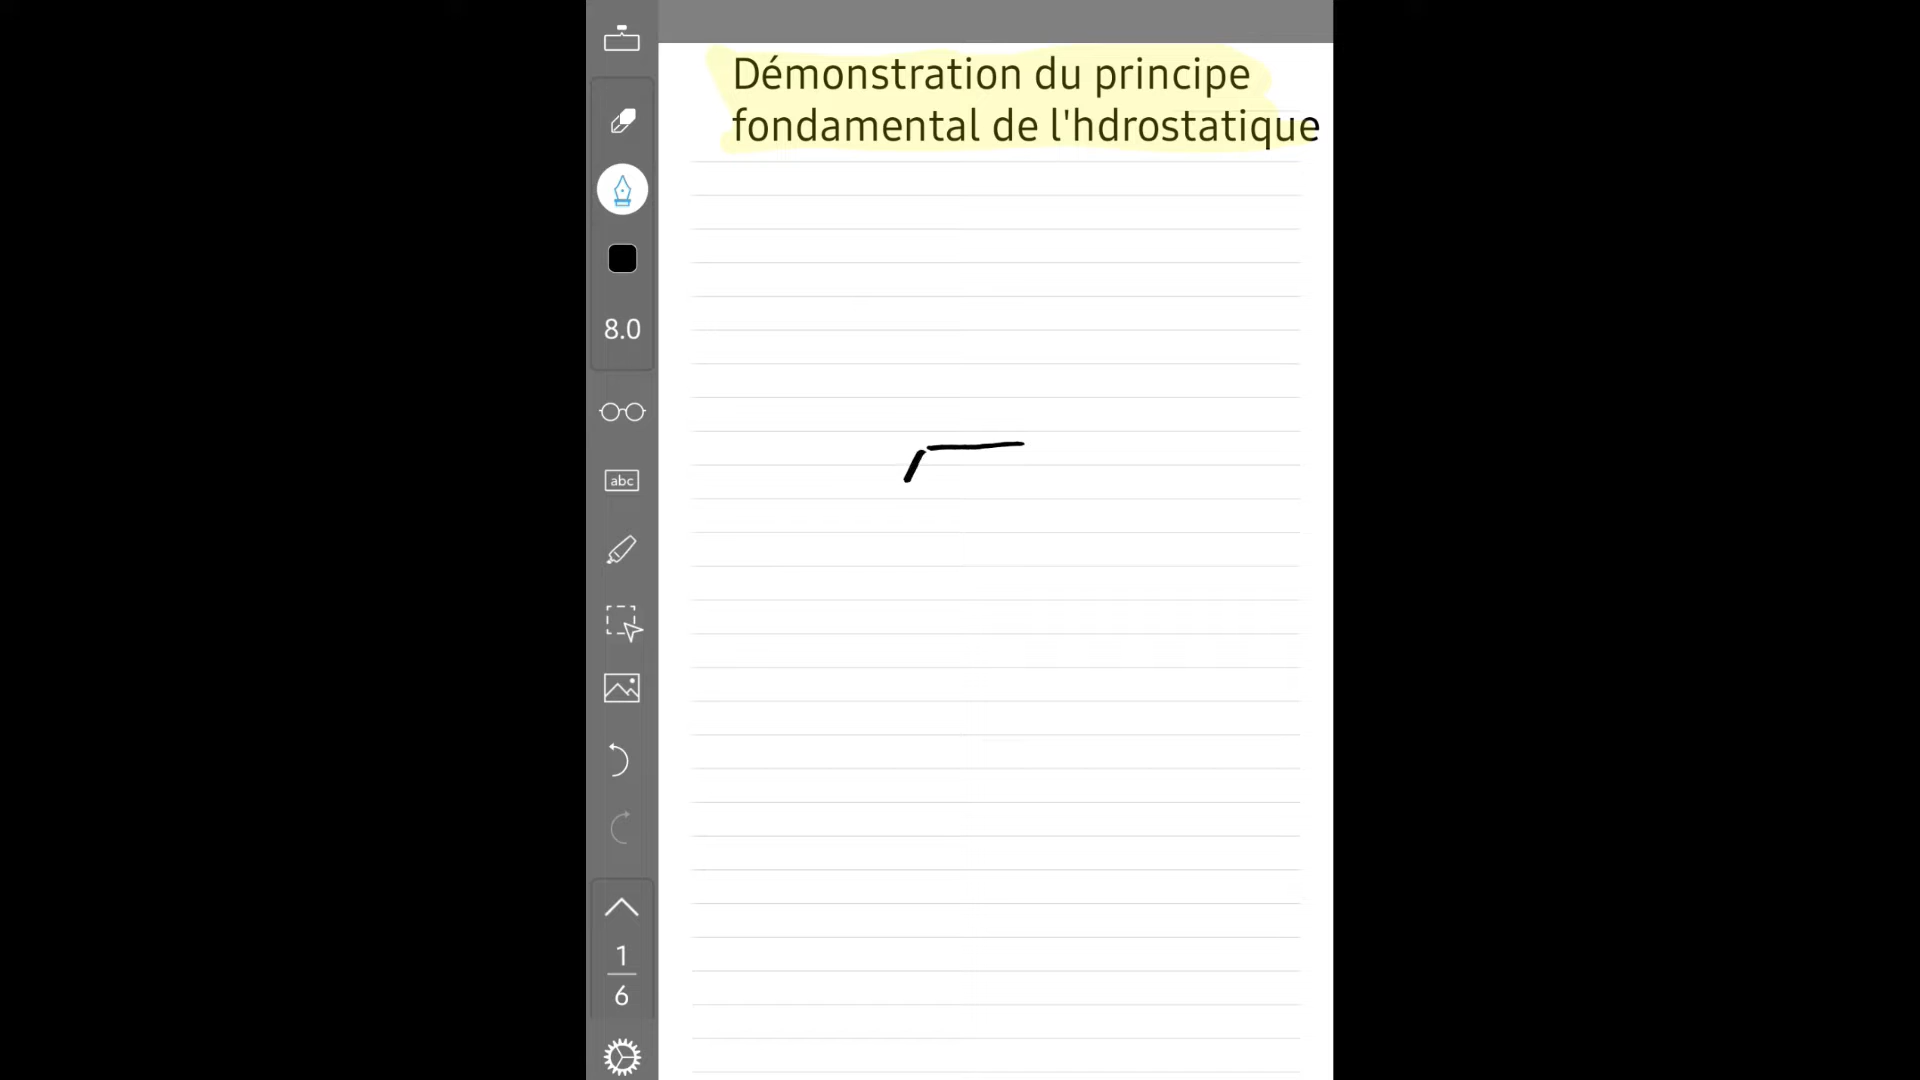 Démonstration du principe
fondamental de l'hdrostatique
8.0
abc
1
6